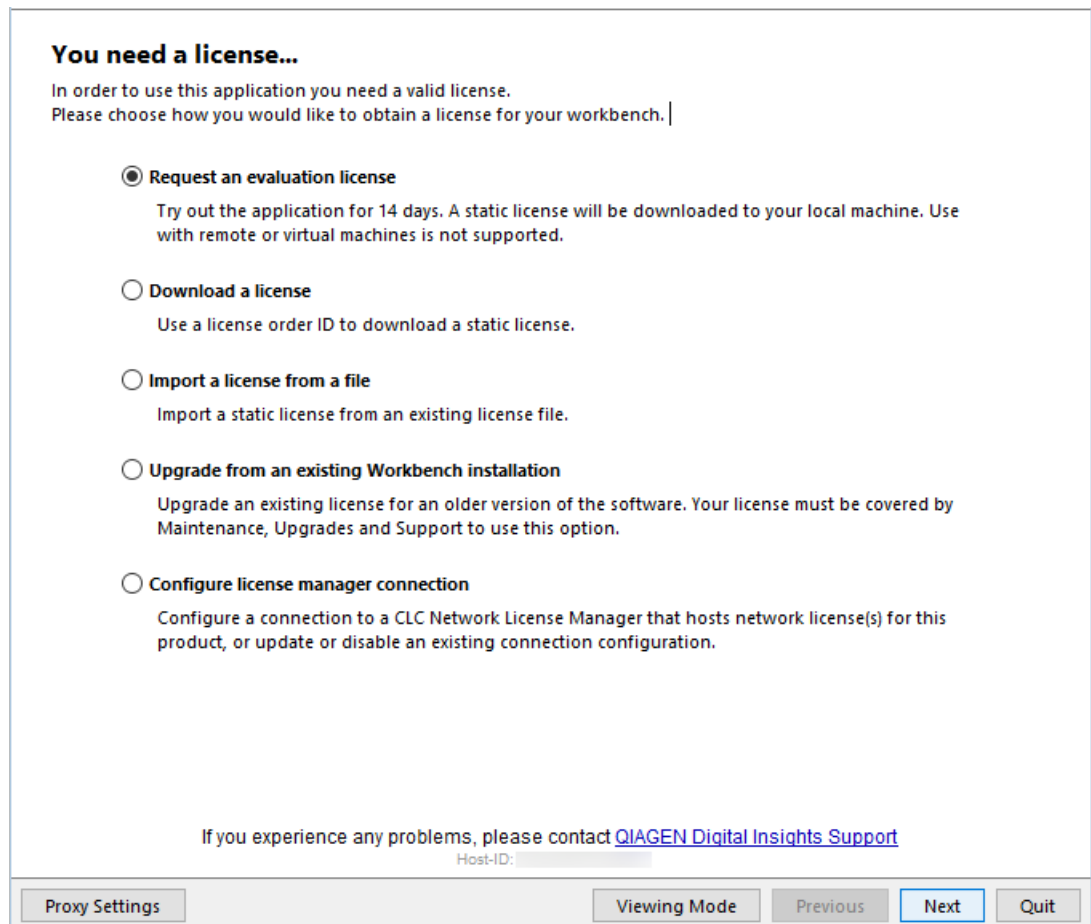 You need a license...
In order to use this application you need a valid license.
Please choose how you would like to obtain a license for your workbench.
Request an evaluation license
Try out the application for 14 days. A static license will be downloaded to your local machine. Use
with remote or virtual machines is not supported.
Download a license
Use a license order ID to download a static license.
Import a license from a file
Import a static license from an existing license file.
Upgrade from an existing Workbench installation
Upgrade an existing license for an older version of the software. Your license must be covered by
Maintenance, Upgrades and Support to use this option.
Configure license manager connection
Configure a connection to a CLC Network License Manager that hosts network license(s) for this
product, or update or disable an existing connection configuration.
If you experience any problems, please contact QIAGEN Digital Insights Support
Host-ID:
Proxy Settings Viewing Mode Previous Next Quit